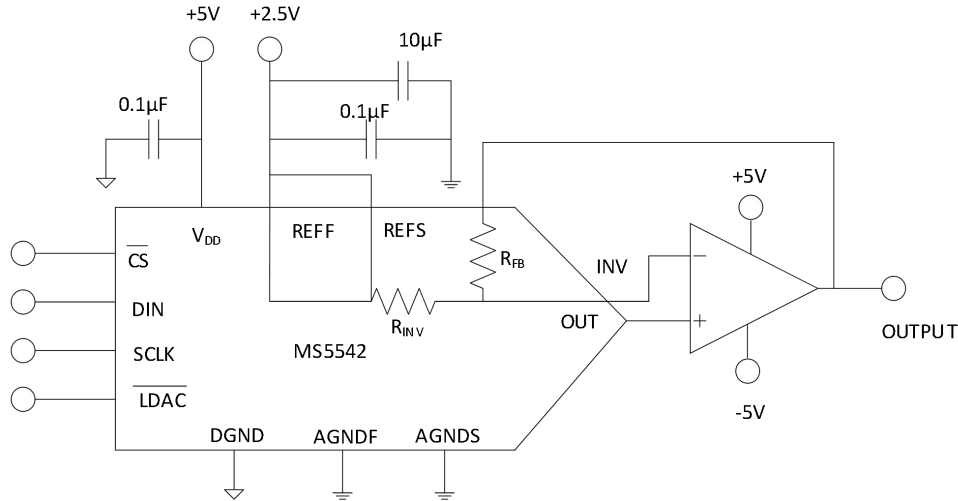 +5V
+2.5V
10μF
0.1μF
0.1μF
+5V
VDD
REFF
REFS
CS
RFB
INV
DIN
RINV
OUT
SCLK
MS5542
OUTPUT
LDAC
-5V
DGND
AGNDF
AGNDS